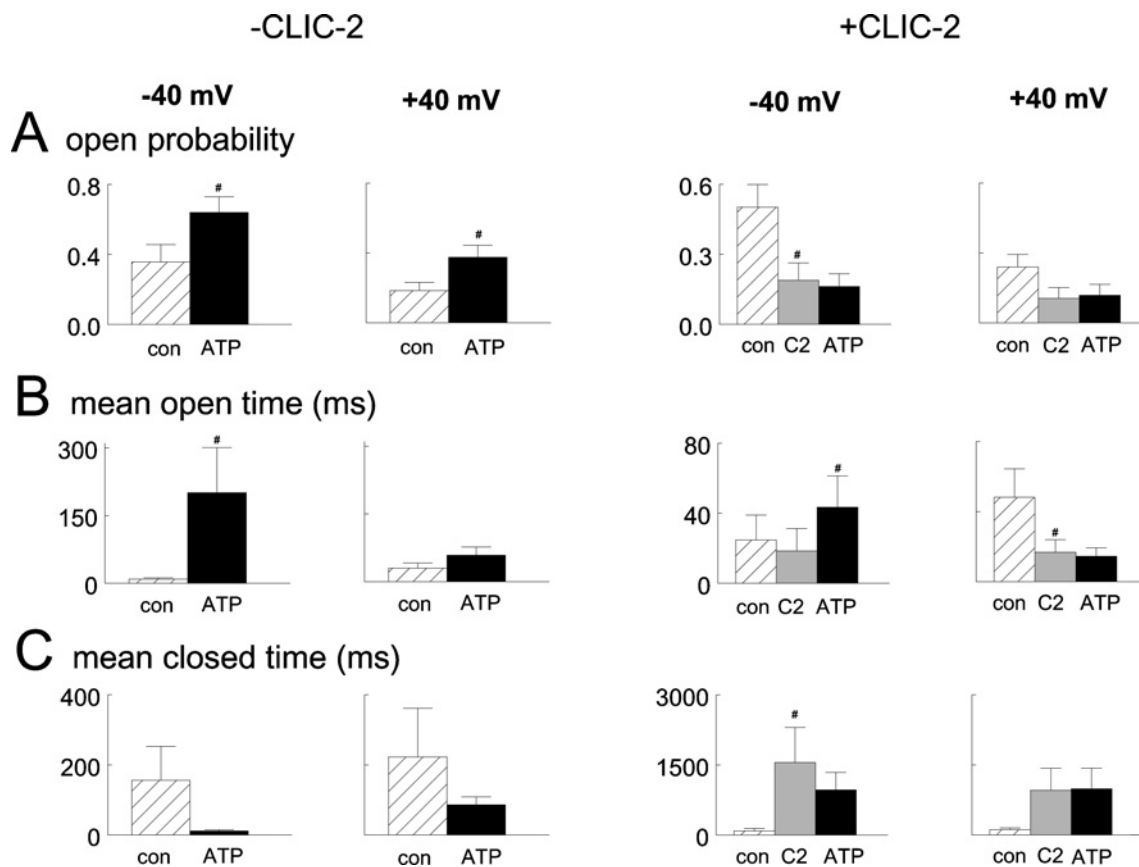 -CLIC-2 +CLIC-2
-40 mV +40 mV -40 mV +40 mV
A open probability
0.8 0.6
# # #
0.4 0.3
0.0 0.0
con ATP con ATP con C2 ATP con C2 ATP
B mean open time (ms)
300 80
# # #
150 40
0 0
con ATP con ATP con C2 ATP con C2 ATP
C mean closed time (ms)
400 3000
#
200 1500
0 0
con ATP con ATP con C2 ATP con C2 ATP